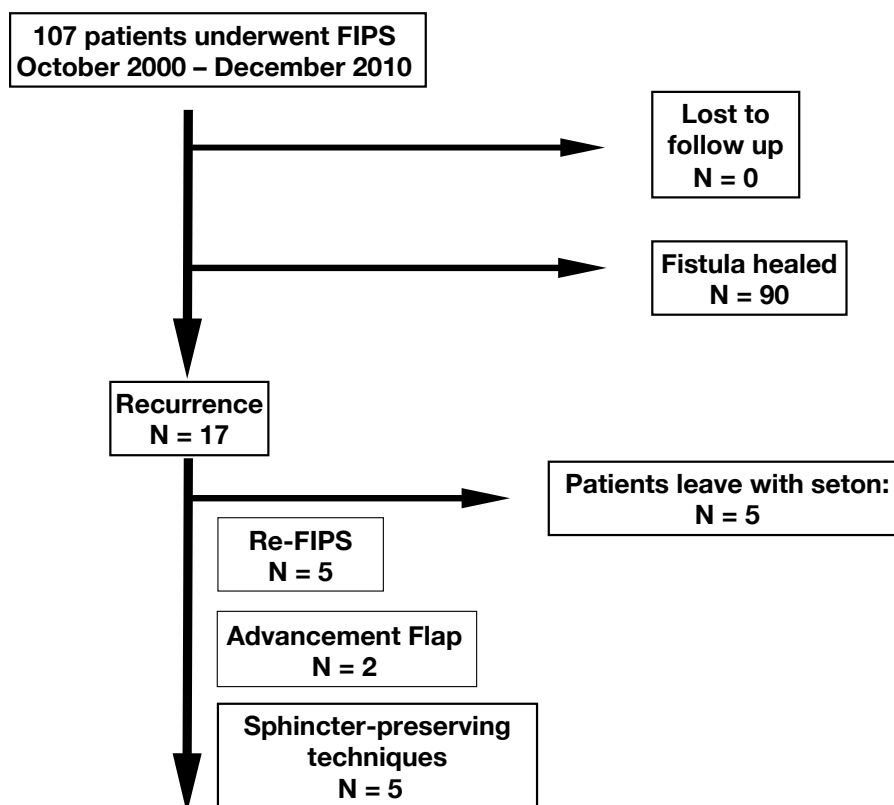 107 patients underwent FIPS
October 2000 – December 2010
Lost to
follow up
N = 0
Fistula healed
N = 90
Recurrence
N = 17
Patients leave with seton:
N = 5
Re-FIPS
N = 5
Advancement Flap
N = 2
Sphincter-preserving
techniques
N = 5